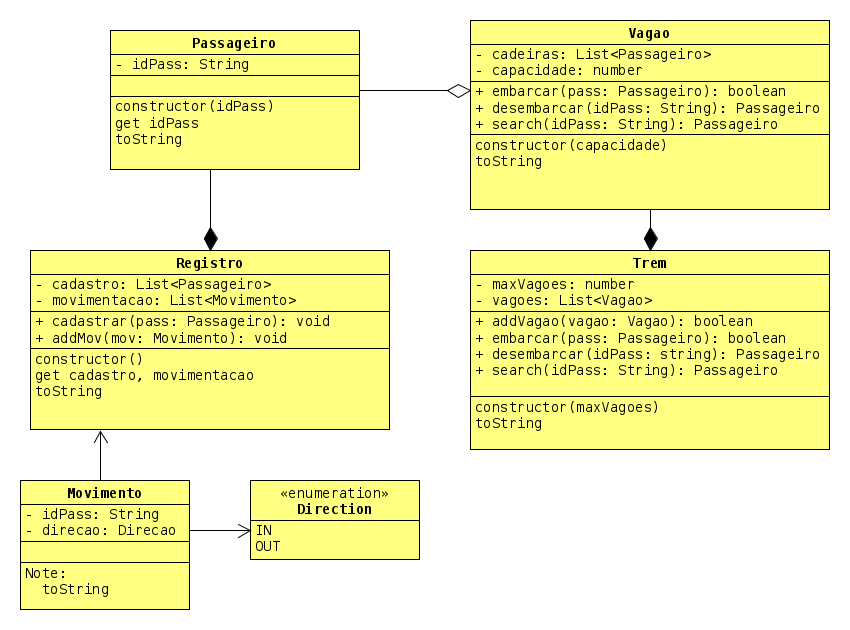 Passageiro
- idPass: String
constructor(idPass)
get idPass
toString
Vagao
- cadeiras: List<Passageiro>
- capacidade: number
+ embarcar(pass: Passageiro): boolean
+ desembarcar(idPass: String): Passageiro
+ search(idPass: String): Passageiro
constructor(capacidade)
toString
Registro
- cadastro: List<Passageiro>
- movimentacao: List<Movimento>
+ cadastrar(pass: Passageiro): void
+ addMov(mov: Movimento): void
constructor()
get cadastro, movimentacao
toString
Trem
- maxVagoes: number
- vagoes: List<Vagao>
+ addVagao(vagao: Vagao): boolean
+ embarcar(pass: Passageiro): boolean
+ desembarcar(idPass: string): Passageiro
+ search(idPass: String): Passageiro
constructor(maxVagoes)
toString
Movimento
- idPass: String
- direcao: Direcao
Note:
toString
«enumeration»
Direction
IN
OUT